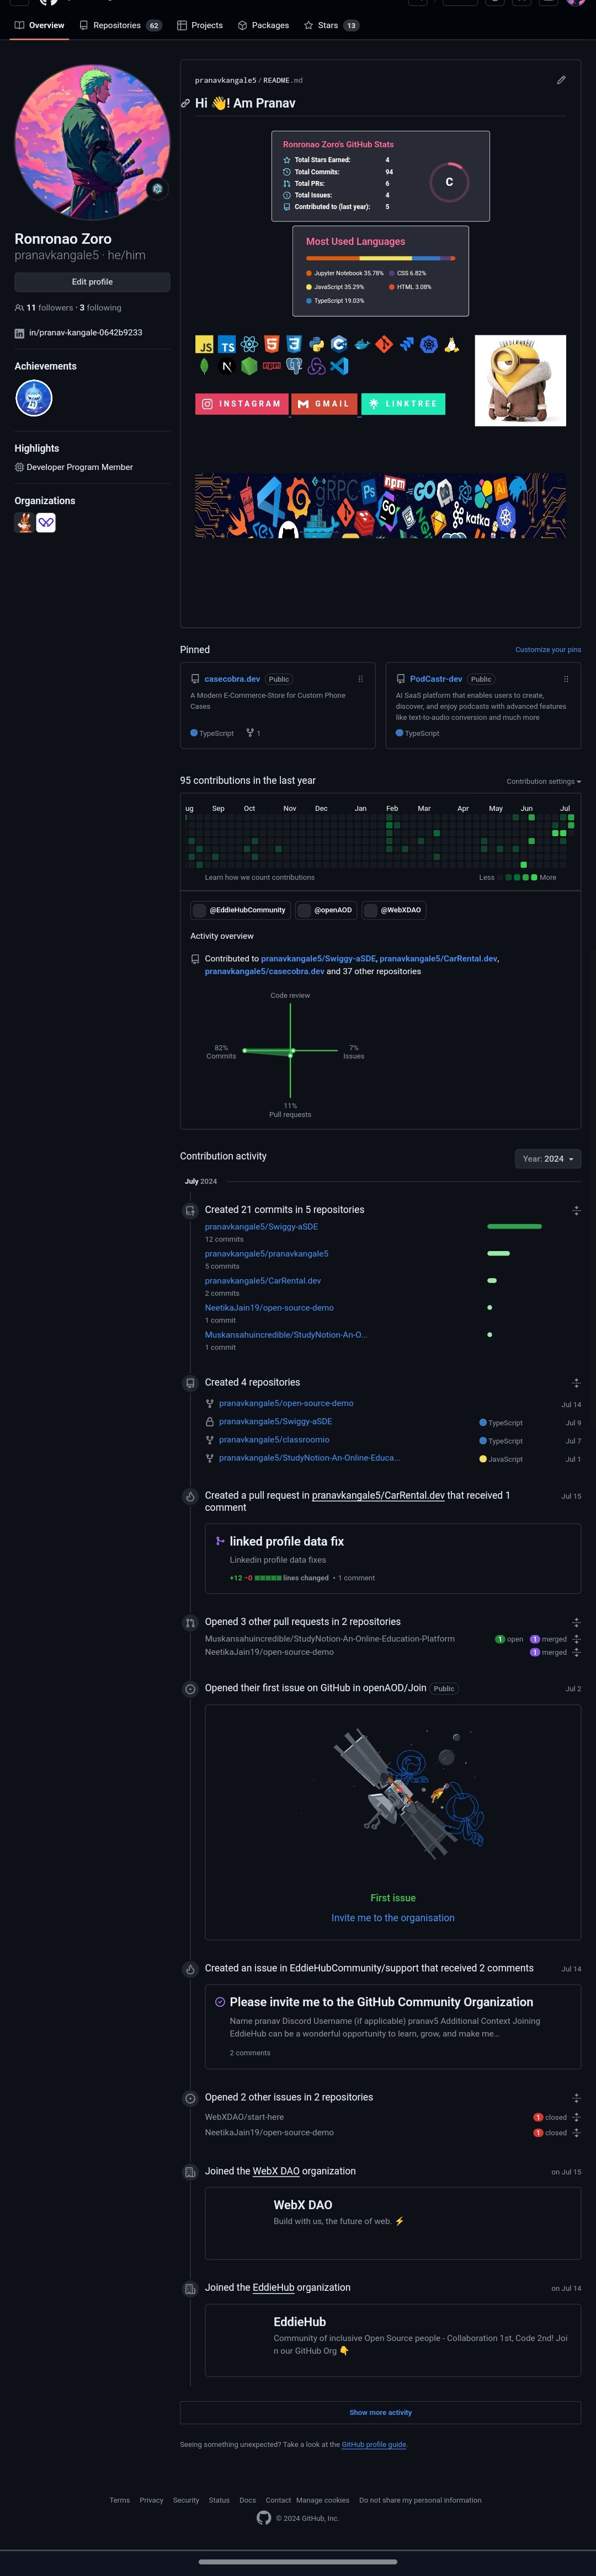 Overview Repositories 62 Projects Packages Stars 13
Ronronao Zoro
pranavkangale5 · he/him
Edit profile
11 followers · 3 following
in/pranav-kangale-0642b9233
Achievements
Highlights
Developer Program Member
Organizations
pranavkangale5 / README.md
Hi 👋! Am Pranav
Ronronao Zoro's GitHub Stats
Total Stars Earned: 4
Total Commits: 94
Total PRs: 6
Total Issues: 4
Contributed to (last year): 5
C
Most Used Languages
Jupyter Notebook 35.78% CSS 6.82%
JavaScript 35.29% HTML 3.08%
TypeScript 19.03%
JS TS
N npm
INSTAGRAM GMAIL LINKTREE
gRPC Ps npm GO Ai
GO kafka
Pinned
Customize your pins
casecobra.dev Public
A Modern E-Commerce-Store for Custom Phone
Cases
TypeScript 1
PodCastr-dev Public
AI SaaS platform that enables users to create,
discover, and enjoy podcasts with advanced features
like text-to-audio conversion and much more
TypeScript
95 contributions in the last year
Contribution settings
ug Sep Oct Nov Dec Jan Feb Mar Apr May Jun Jul
Learn how we count contributions
Less More
@EddieHubCommunity @openAOD @WebXDAO
Activity overview
Contributed to pranavkangale5/Swiggy-aSDE, pranavkangale5/CarRental.dev,
pranavkangale5/casecobra.dev and 37 other repositories
Code review
82%
Commits
7%
Issues
11%
Pull requests
Contribution activity
Year: 2024
July 2024
Created 21 commits in 5 repositories
pranavkangale5/Swiggy-aSDE
12 commits
pranavkangale5/pranavkangale5
5 commits
pranavkangale5/CarRental.dev
2 commits
NeetikaJain19/open-source-demo
1 commit
Muskansahuincredible/StudyNotion-An-O...
1 commit
Created 4 repositories
pranavkangale5/open-source-demo Jul 14
pranavkangale5/Swiggy-aSDE TypeScript Jul 9
pranavkangale5/classroomio TypeScript Jul 7
pranavkangale5/StudyNotion-An-Online-Educa... JavaScript Jul 1
Created a pull request in pranavkangale5/CarRental.dev that received 1 Jul 15
comment
linked profile data fix
Linkedin profile data fixes
+12 −0 lines changed • 1 comment
Opened 3 other pull requests in 2 repositories
Muskansahuincredible/StudyNotion-An-Online-Education-Platform 1 open 1 merged
NeetikaJain19/open-source-demo 1 merged
Opened their first issue on GitHub in openAOD/Join Public Jul 2
First issue
Invite me to the organisation
Created an issue in EddieHubCommunity/support that received 2 comments Jul 14
Please invite me to the GitHub Community Organization
Name pranav Discord Username (if applicable) pranav5 Additional Context Joining
EddieHub can be a wonderful opportunity to learn, grow, and make me...
2 comments
Opened 2 other issues in 2 repositories
WebXDAO/start-here 1 closed
NeetikaJain19/open-source-demo 1 closed
Joined the WebX DAO organization on Jul 15
WebX DAO
Build with us, the future of web. ⚡
Joined the EddieHub organization on Jul 14
EddieHub
Community of inclusive Open Source people - Collaboration 1st, Code 2nd! Joi
n our GitHub Org 👇
Show more activity
Seeing something unexpected? Take a look at the GitHub profile guide.
Terms Privacy Security Status Docs Contact Manage cookies Do not share my personal information
© 2024 GitHub, Inc.